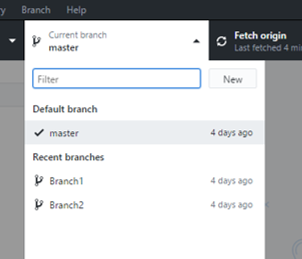 Branch Help
Current branch
master
Fetch origin
Last fetched 4
Filter
New
Default branch
master 4 days ago
Recent branches
Branch1 4 days ago
Branch2 4 days ago